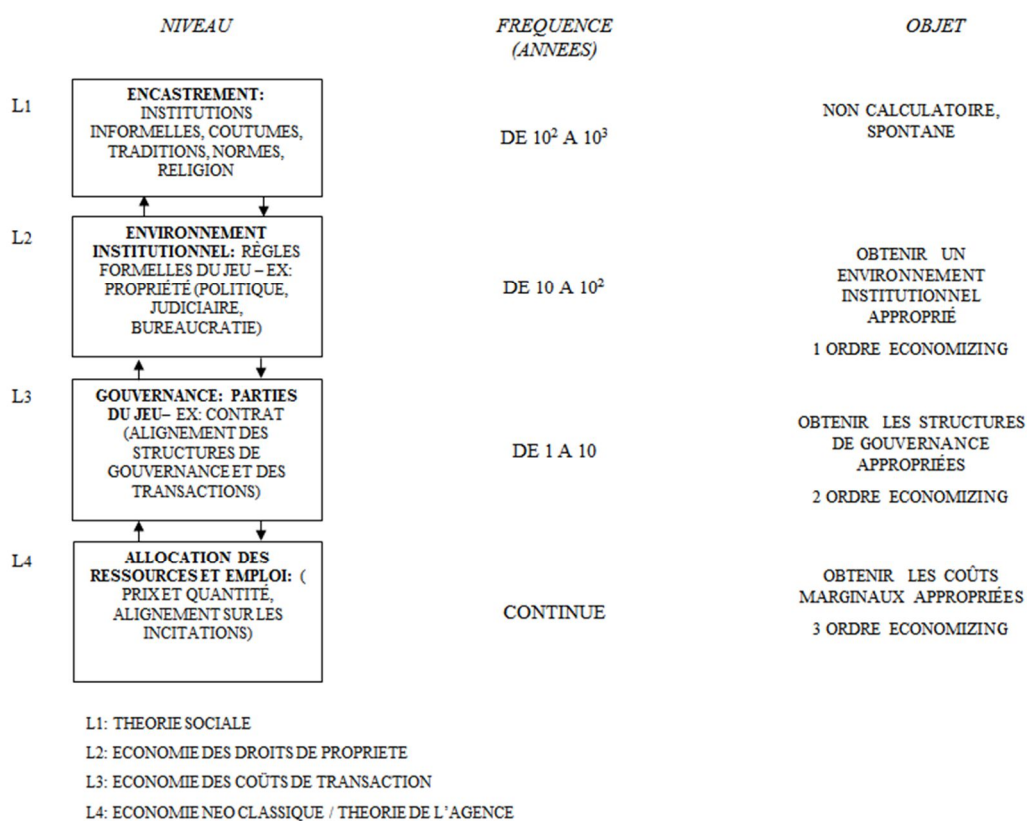 NIVEAU
FREQUENCE
(ANNEES)
OBJET
L1
ENCASTREMENT:
INSTITUTIONS
INFORMELLES, COUTUMES,
TRADITIONS, NORMES,
RELIGION
DE 10² A 10³
NON CALCULATOIRE,
SPONTANE
L2
ENVIRONNEMENT
INSTITUTIONNEL: RÈGLES
FORMELLES DU JEU – EX:
PROPRIÉTÉ (POLITIQUE,
JUDICIAIRE,
BUREAUCRATIE)
DE 10 A 10²
OBTENIR UN
ENVIRONNEMENT
INSTITUTIONNEL
APPROPRIÉ
1 ORDRE ECONOMIZING
L3
GOUVERNANCE: PARTIES
DU JEU– EX: CONTRAT
(ALIGNEMENT DES
STRUCTURES DE
GOUVERNANCE ET DES
TRANSACTIONS)
DE 1 A 10
OBTENIR LES STRUCTURES
DE GOUVERNANCE
APPROPRIÉES
2 ORDRE ECONOMIZING
L4
ALLOCATION DES
RESSOURCES ET EMPLOI: (
PRIX ET QUANTITÉ,
ALIGNEMENT SUR LES
INCITATIONS)
CONTINUE
OBTENIR LES COÛTS
MARGINAUX APPROPRIÉES
3 ORDRE ECONOMIZING
L1: THEORIE SOCIALE
L2: ECONOMIE DES DROITS DE PROPRIETE
L3: ECONOMIE DES COÛTS DE TRANSACTION
L4: ECONOMIE NEO CLASSIQUE / THEORIE DE L'AGENCE